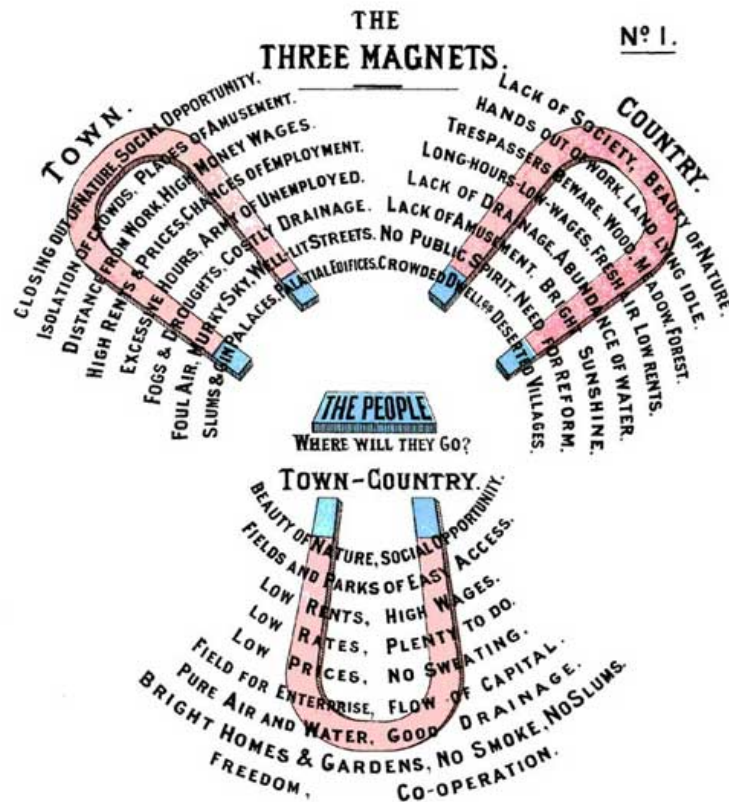 THE
THREE MAGNETS.
Nº 1.
TOWN.
CLOSING OUT OF NATURE, SOCIAL OPPORTUNITY.
ISOLATION OF CROWDS, PLACES OF AMUSEMENT.
DISTANCE FROM WORK. HIGH MONEY WAGES.
HIGH RENTS & PRICES, CHANCES OF EMPLOYMENT.
EXCESSIVE HOURS, ARMY OF UNEMPLOYED.
FOGS & DROUGHTS, COSTLY DRAINAGE.
FOUL AIR, MURKY SKY, WELL-LIT STREETS.
SLUMS & GIN PALACES, PALATIAL EDIFICES.
COUNTRY.
LACK OF SOCIETY, BEAUTY OF NATURE.
HANDS OUT OF WORK, LAND LYING IDLE.
TRESPASSERS BEWARE, WOOD, MEADOW, FOREST.
LONG-HOURS-LOW-WAGES, FRESH AIR LOW RENTS.
LACK OF DRAINAGE, ABUNDANCE OF WATER.
LACK OF AMUSEMENT, BRIGHT SUNSHINE.
NO PUBLIC SPIRIT, NEED FOR REFORM.
CROWDED DWELLGS DESERTED VILLAGES.
THE PEOPLE
WHERE WILL THEY GO?
TOWN-COUNTRY.
BEAUTY OF NATURE, SOCIAL OPPORTUNITY.
FIELDS AND PARKS OF EASY ACCESS.
LOW RENTS, HIGH WAGES.
LOW RATES, PLENTY TO DO.
LOW PRICES, NO SWEATING.
FIELD FOR ENTERPRISE, FLOW OF CAPITAL.
PURE AIR AND WATER, GOOD DRAINAGE.
BRIGHT HOMES & GARDENS, NO SMOKE, NO SLUMS.
FREEDOM, CO-OPERATION.